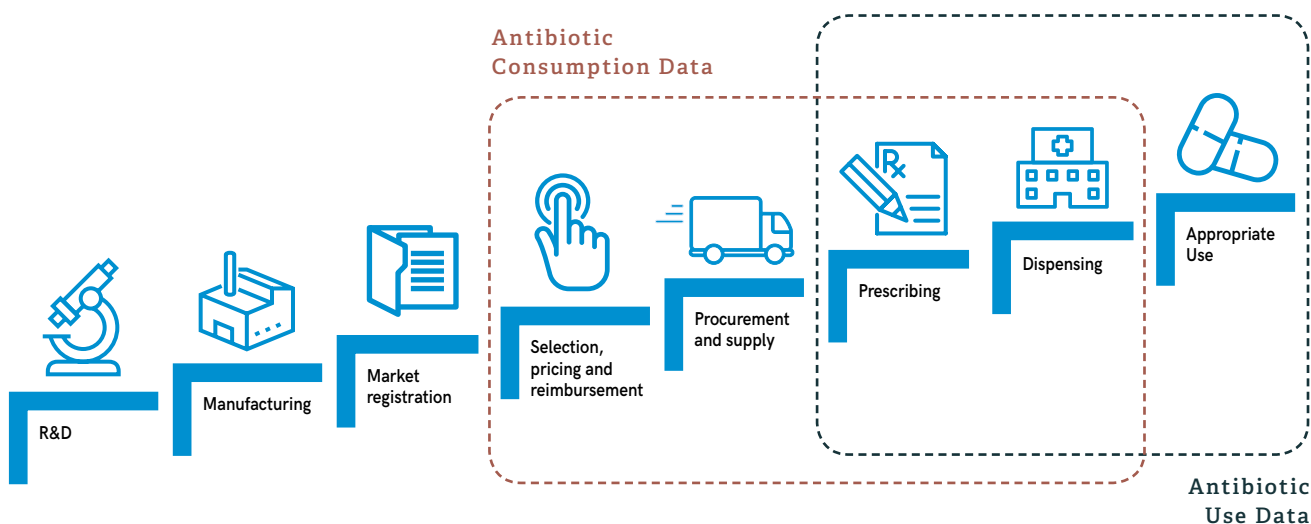 Antibiotic
Consumption Data
R&D
Manufacturing
Market
registration
Selection,
pricing and
reimbursement
Procurement
and supply
Rx
Prescribing
Dispensing
Appropriate
Use
Antibiotic
Use Data